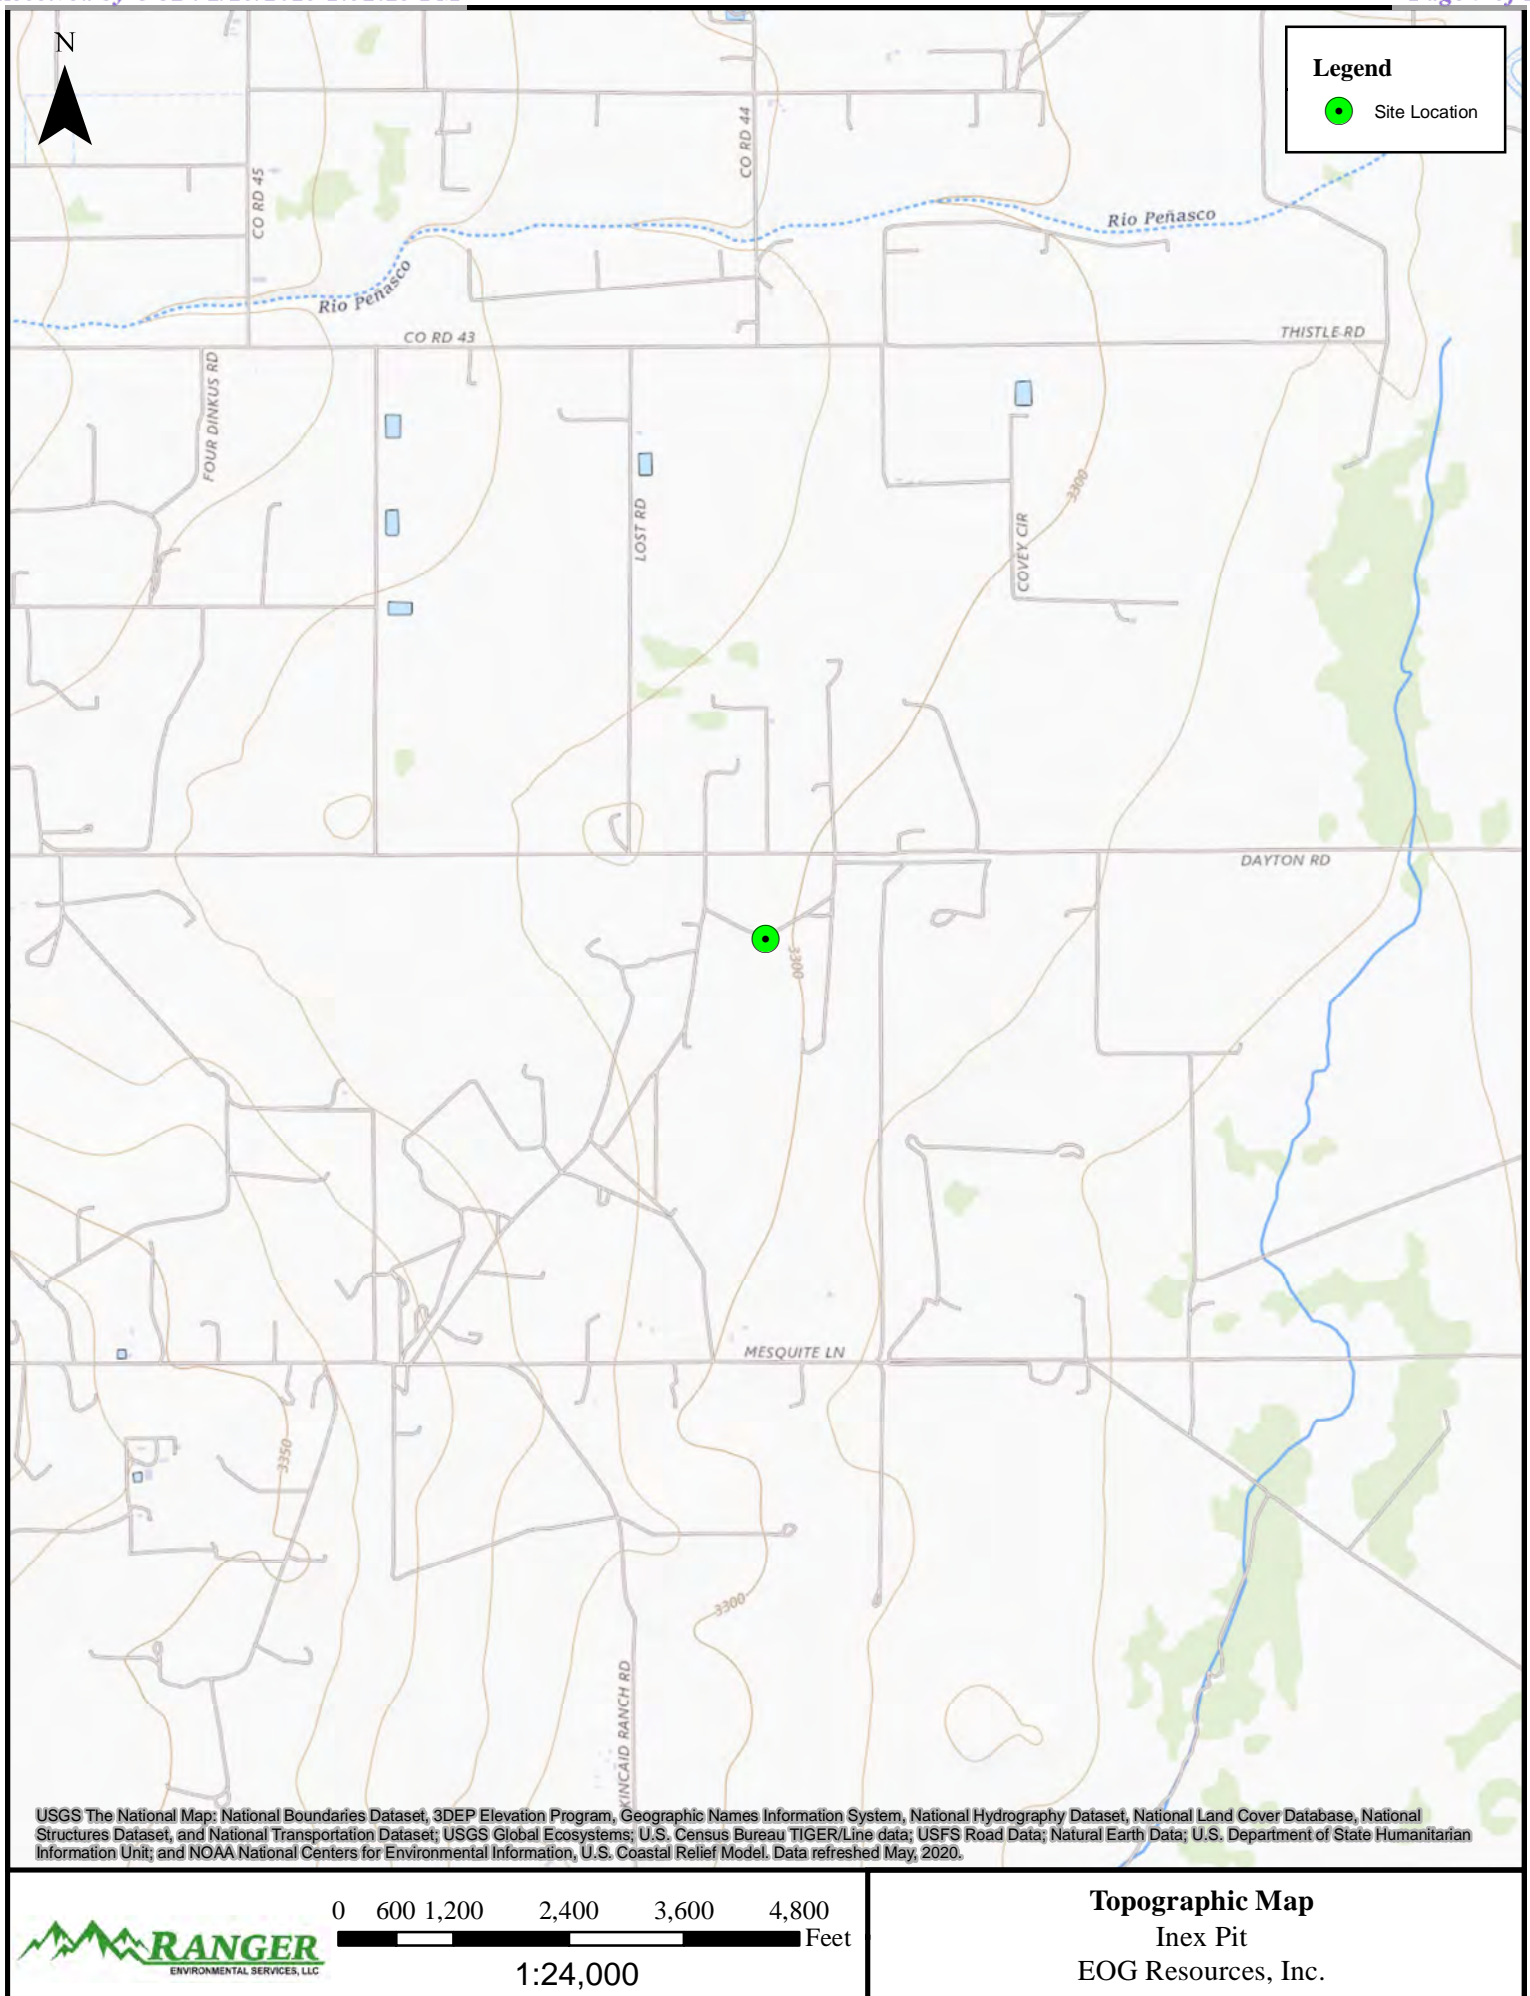 N
Legend
Site Location
CO RD 45
CO RD 44
Rio Peñasco
Rio Peñasco
CO RD 43
THISTLE RD
FOUR DINKUS RD
LOST RD
COVEY CIR
3300
DAYTON RD
3300
MESQUITE LN
3350
3300
KINCAID RANCH RD
USGS The National Map: National Boundaries Dataset, 3DEP Elevation Program, Geographic Names Information System, National Hydrography Dataset, National Land Cover Database, National
Structures Dataset, and National Transportation Dataset; USGS Global Ecosystems; U.S. Census Bureau TIGER/Line data; USFS Road Data; Natural Earth Data; U.S. Department of State Humanitarian
Information Unit; and NOAA National Centers for Environmental Information, U.S. Coastal Relief Model. Data refreshed May, 2020.
RANGER
ENVIRONMENTAL SERVICES, LLC
0 600 1,200 2,400 3,600 4,800
Feet
1:24,000
Topographic Map
Inex Pit
EOG Resources, Inc.